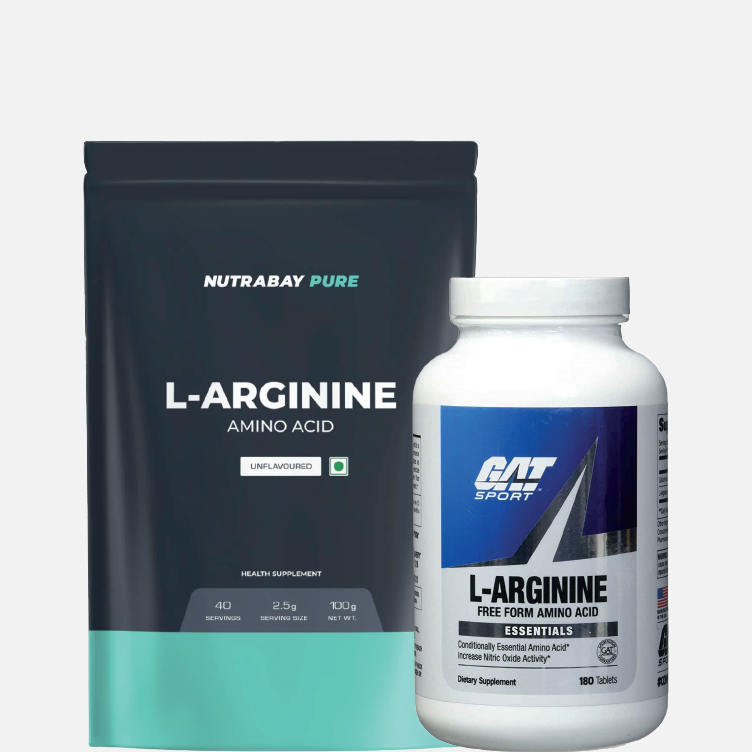 NUTRABAY PURE
L-ARGININE
AMINO ACID
UNFLAVOURED
HEALTH SUPPLEMENT
40
SERVINGS
2.5g
SERVING SIZE
100g
NET WT.
GAT
SPORT
L-ARGININE
FREE FORM AMINO ACID
ESSENTIALS
Conditionally Essential Amino Acid*
Increase Nitric Oxide Activity*
GAT
Dietary Supplement
180 Tablets